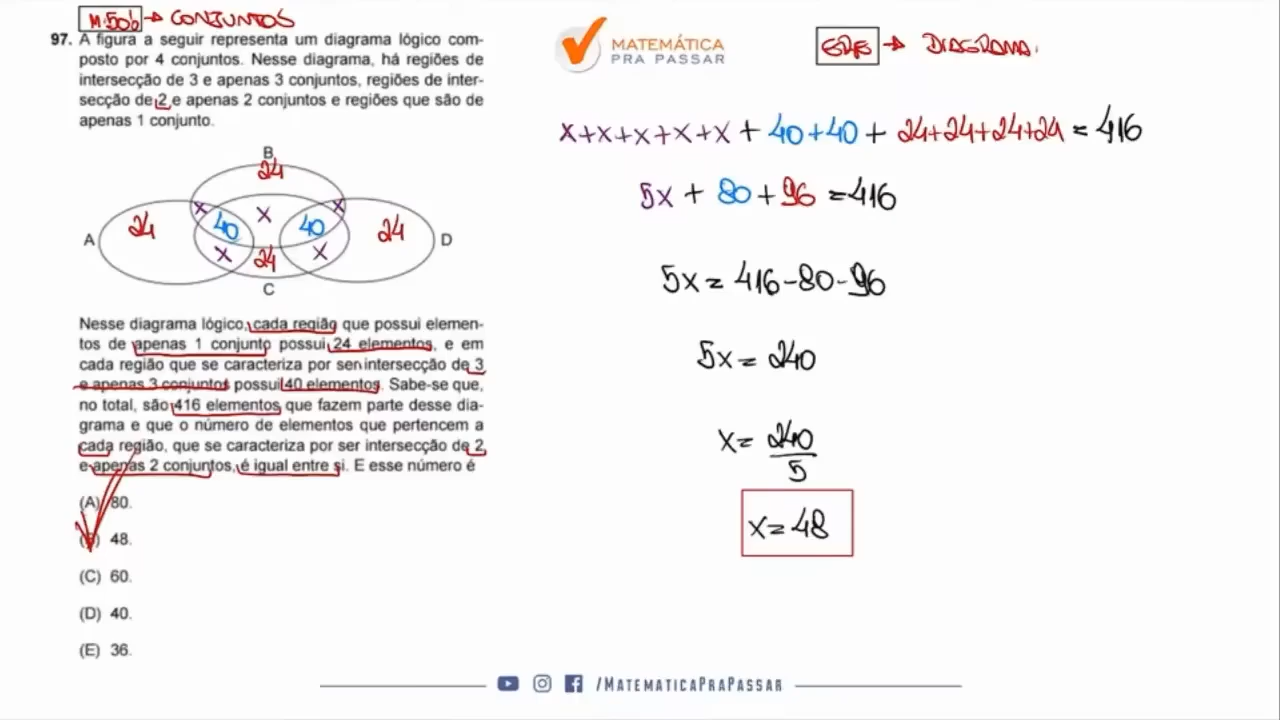 M.50b → CONJUNTOS
97. A figura a seguir representa um diagrama lógico com-
posto por 4 conjuntos. Nesse diagrama, há regiões de
intersecção de 3 e apenas 3 conjuntos, regiões de inter-
secção de 2 e apenas 2 conjuntos e regiões que são de
apenas 1 conjunto.
B
24
x x x
24 40 40 24
A D
x 24 x
C
Nesse diagrama lógico, cada região que possui elemen-
tos de apenas 1 conjunto possui 24 elementos, e em
cada região que se caracteriza por ser intersecção de 3
e apenas 3 conjuntos possui 40 elementos. Sabe-se que,
no total, são 416 elementos que fazem parte desse dia-
grama e que o número de elementos que pertencem a
cada região, que se caracteriza por ser intersecção de 2
e apenas 2 conjuntos, é igual entre si. E esse número é
(A) 80.
(B) 48.
(C) 60.
(D) 40.
(E) 36.
MATEMÁTICA
PRA PASSAR
→ DIAGRAMA.
x+x+x+x+x + 40+40 + 24+24+24+24 = 416
5x + 80 + 96 = 416
5x = 416-80-96
5x = 240
x = 240
5
x = 48
/MATEMATICAPRAPASSAR